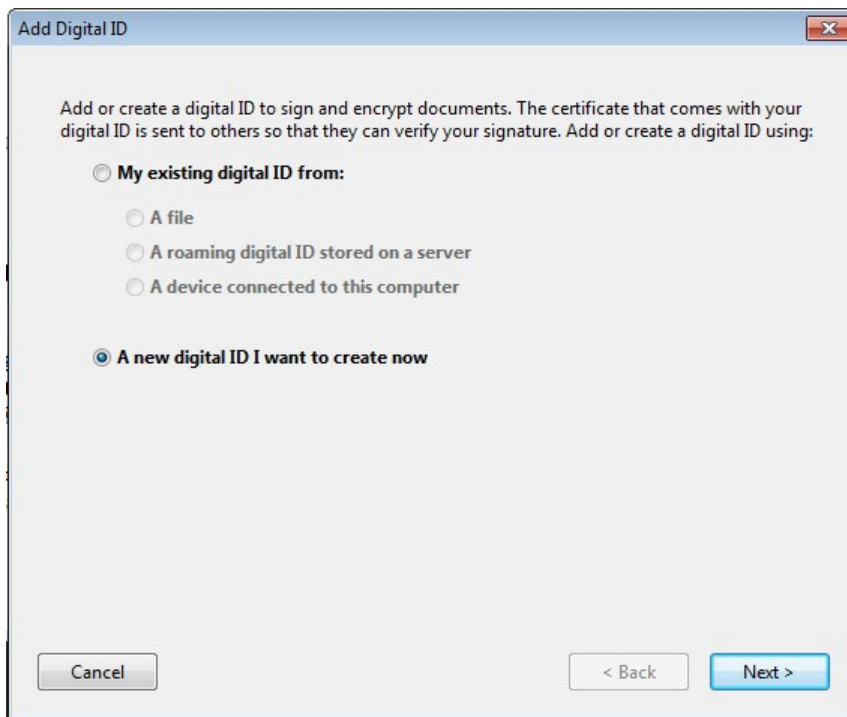 Add Digital ID
Add or create a digital ID to sign and encrypt documents. The certificate that comes with your
digital ID is sent to others so that they can verify your signature. Add or create a digital ID using:
My existing digital ID from:
A file
A roaming digital ID stored on a server
A device connected to this computer
A new digital ID I want to create now
Cancel
< Back
Next >